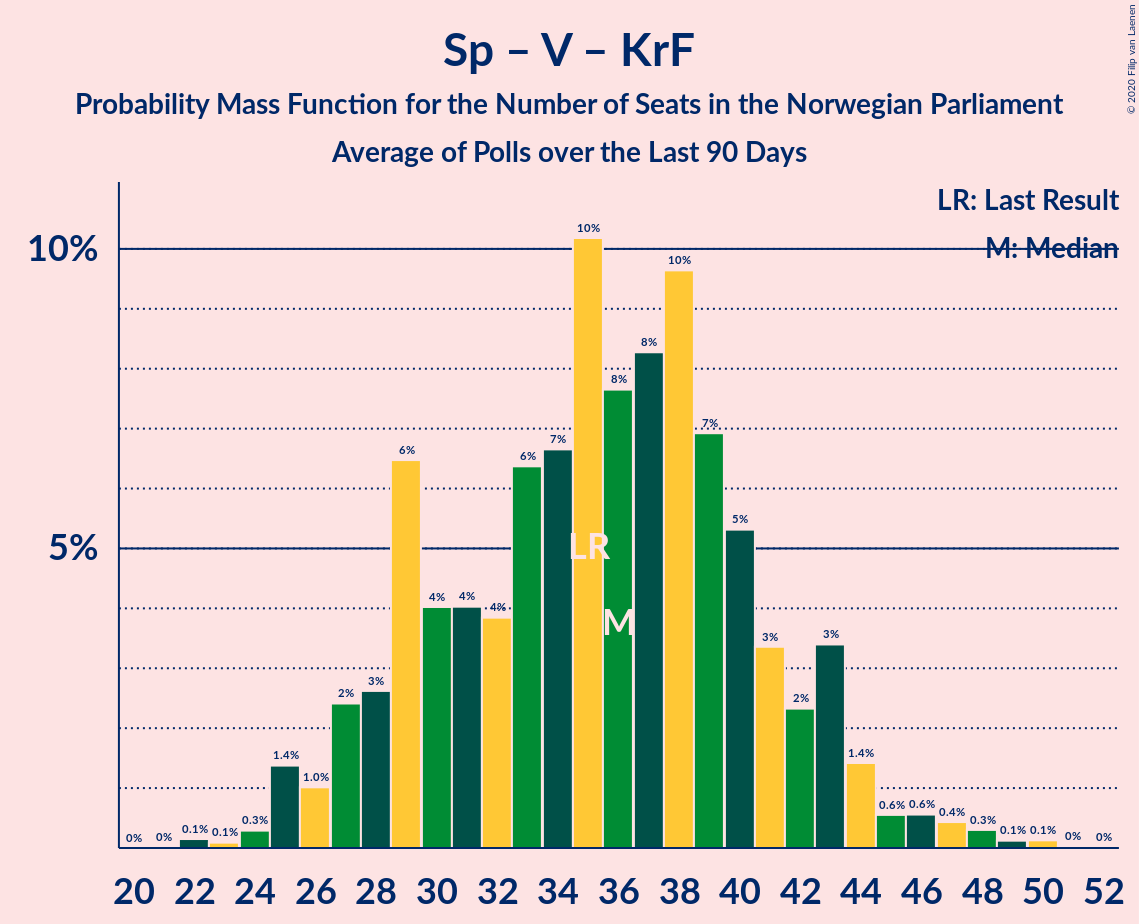 Sp – V – KrF
Probability Mass Function for the Number of Seats in the Norwegian Parliament
Average of Polls over the Last 90 Days
© 2020 Filip van Laenen
LR: Last Result
M: Median
10%
5%
0% 0% 0.1% 0.1% 0.3% 1.4% 1.0% 2% 3% 6% 4% 4% 4% 6% 7% 10% 8% 8% 10% 7% 5% 3% 2% 3% 1.4% 0.6% 0.6% 0.4% 0.3% 0.1% 0.1% 0% 0%
LR
M
20 22 24 26 28 30 32 34 36 38 40 42 44 46 48 50 52